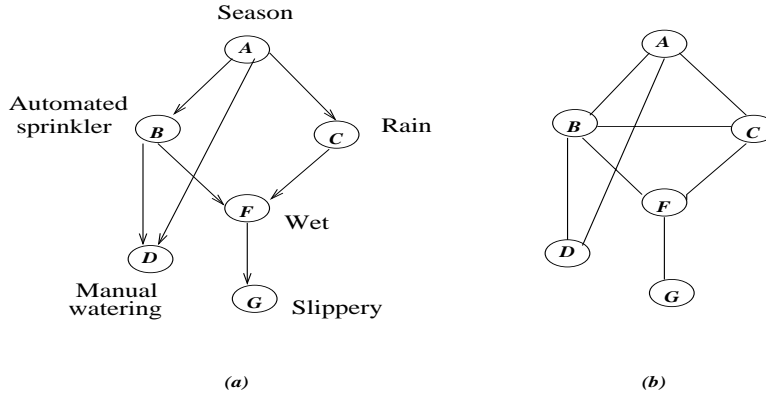 Season
A
Automated
sprinkler
B
C
Rain
F
Wet
D
Manual
watering
G
Slippery
(a)
A
B
C
F
D
G
(b)